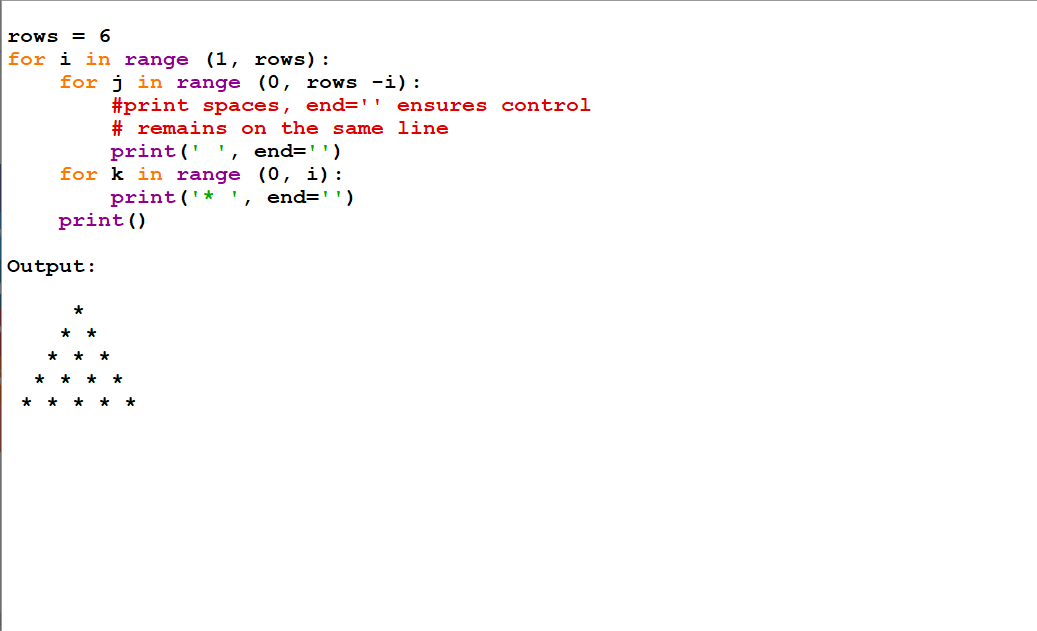 rows = 6
for i in range (1, rows):
    for j in range (0, rows -i):
        #print spaces, end='' ensures control
        # remains on the same line
        print(' ', end='')
    for k in range (0, i):
        print('* ', end='')
    print()

Output:

     *
    * *
   * * *
  * * * *
 * * * * *